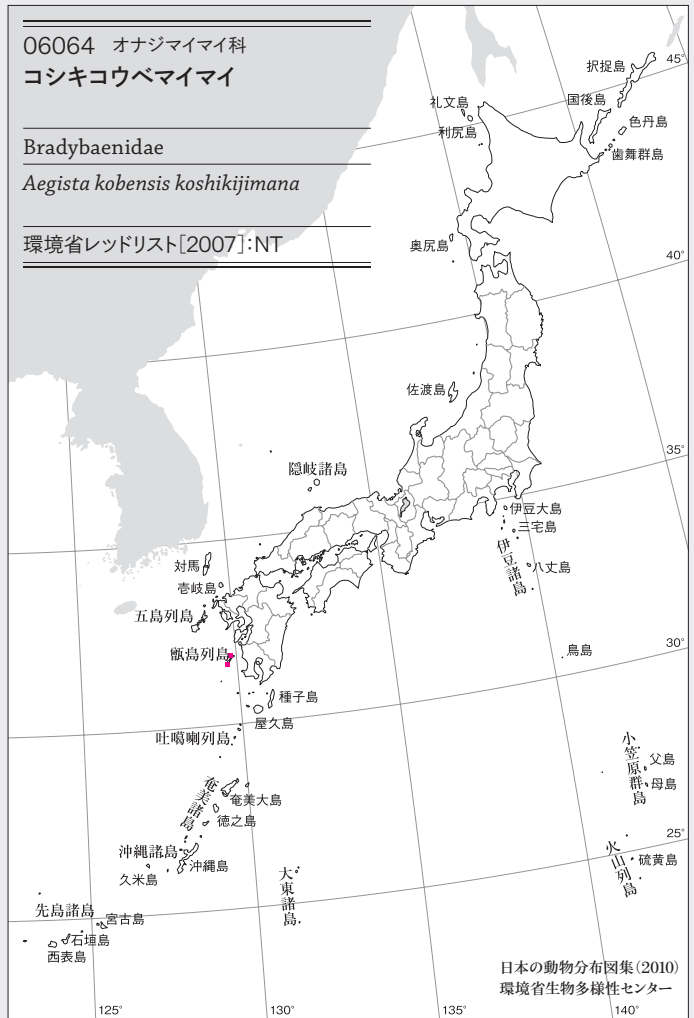 06064 オナジマイマイ科
コシキコウベマイマイ
Bradybaenidae
Aegista kobensis koshikijimana
環境省レッドリスト[2007]:NT
45°
択捉島
国後島
礼文島
色丹島
利尻島
歯舞群島
奥尻島
40°
佐渡島
35°
隠岐諸島
伊豆大島
三宅島
伊豆諸島
八丈島
対馬
壱岐島
五島列島
甑島列島
鳥島
30°
種子島
屋久島
吐噶喇列島
小笠原群島
父島
母島
奄美諸島
奄美大島
徳之島
25°
沖縄諸島
沖縄島
久米島
火山列島
硫黄島
大東諸島
先島諸島
宮古島
石垣島
西表島
日本の動物分布図集(2010)
環境省生物多様性センター
125°
130°
135°
140°